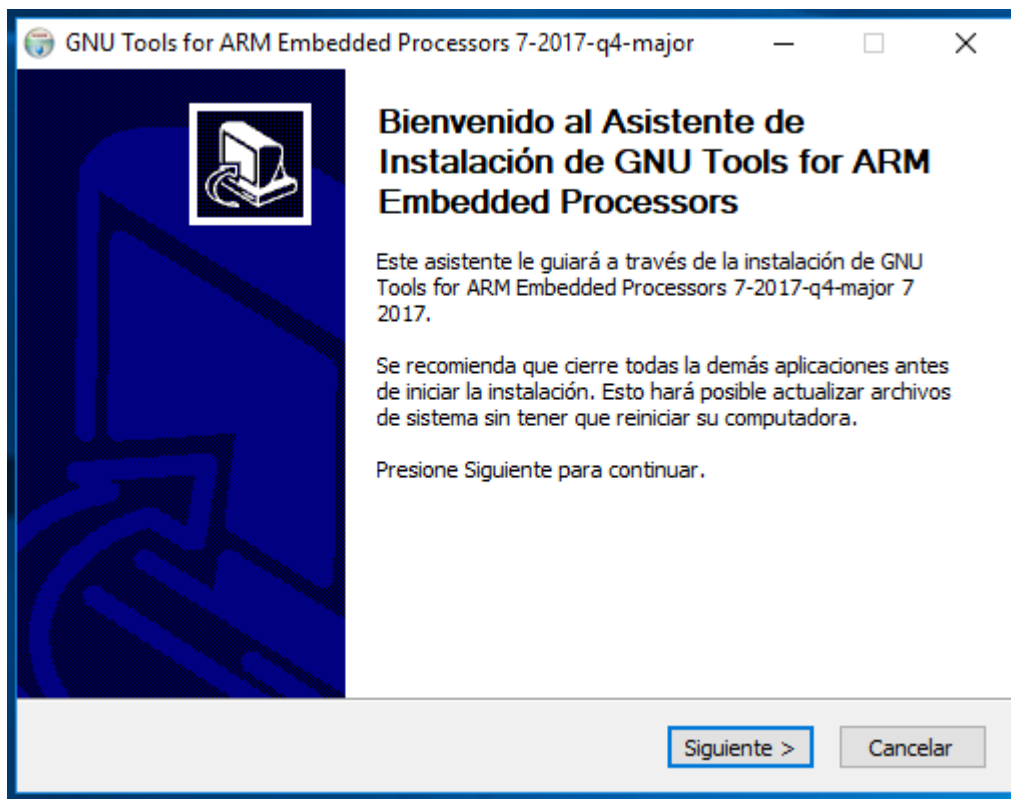 GNU Tools for ARM Embedded Processors 7-2017-q4-major
Bienvenido al Asistente de
Instalación de GNU Tools for ARM
Embedded Processors
Este asistente le guiará a través de la instalación de GNU
Tools for ARM Embedded Processors 7-2017-q4-major 7
2017.
Se recomienda que cierre todas la demás aplicaciones antes
de iniciar la instalación. Esto hará posible actualizar archivos
de sistema sin tener que reiniciar su computadora.
Presione Siguiente para continuar.
Siguiente >
Cancelar